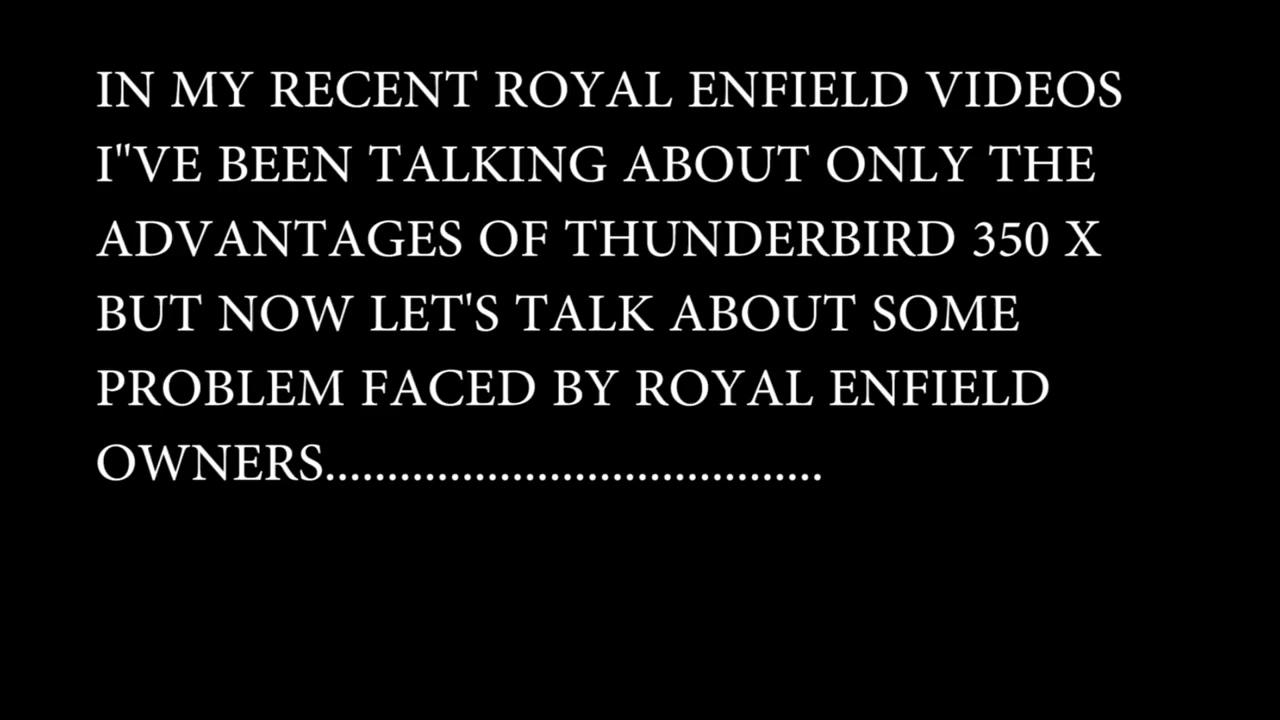 IN MY RECENT ROYAL ENFIELD VIDEOS
I"VE BEEN TALKING ABOUT ONLY THE
ADVANTAGES OF THUNDERBIRD 350 X
BUT NOW LET'S TALK ABOUT SOME
PROBLEM FACED BY ROYAL ENFIELD
OWNERS........................................